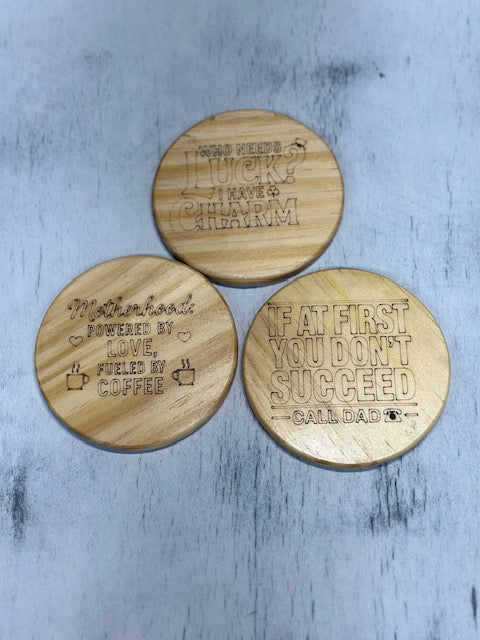 WHO NEEDS
LUCK?
I HAVE
CHARM
Motherhood:
POWERED BY
LOVE,
FUELED BY
COFFEE
IF AT FIRST
YOU DON'T
SUCCEED
CALL DAD